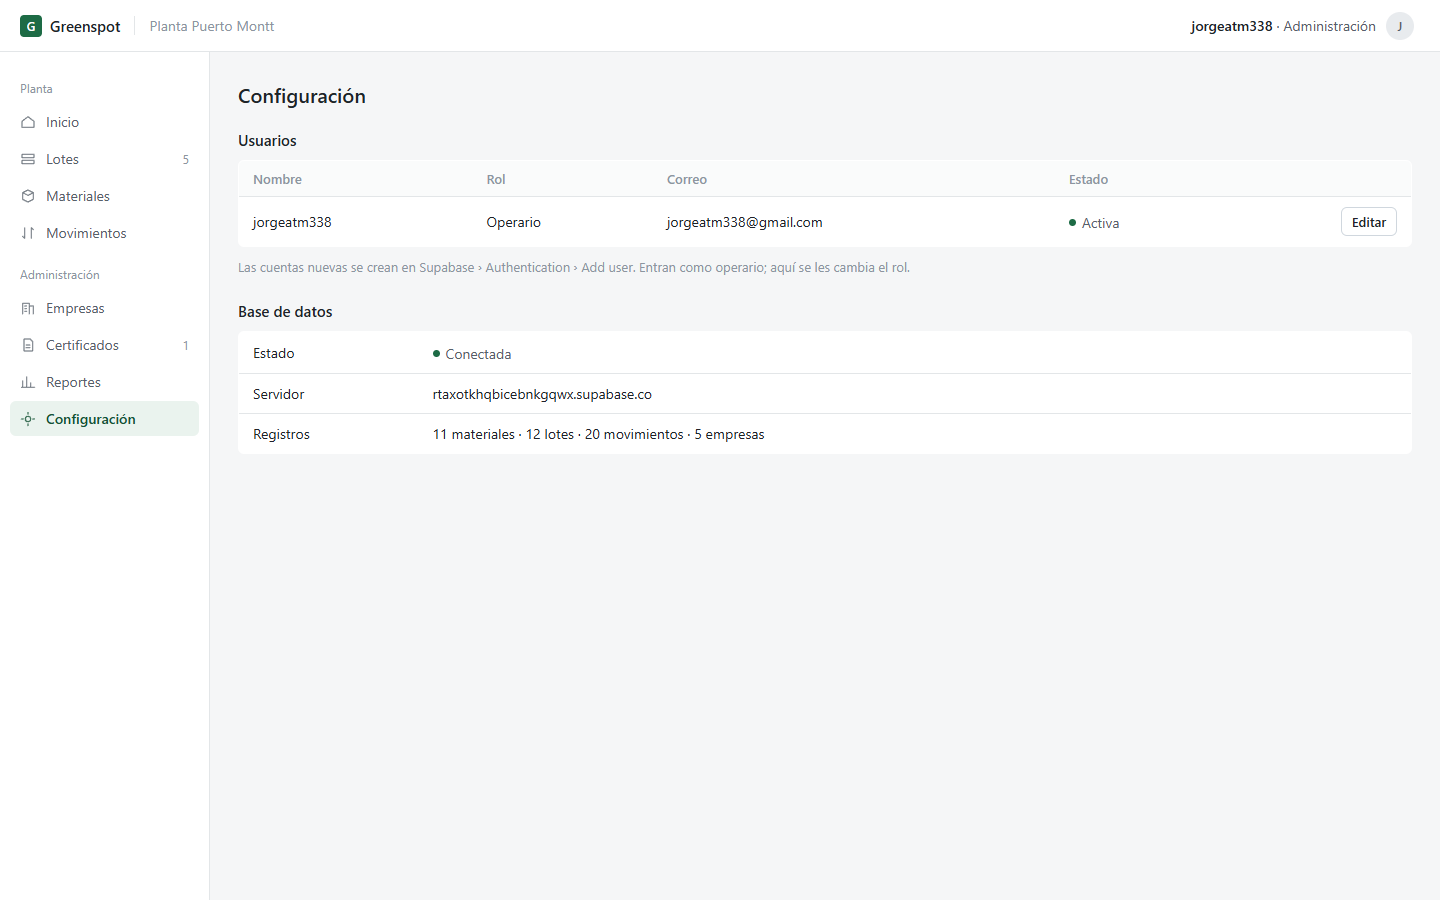 G Greenspot Planta Puerto Montt jorgeatm338 · Administración J
Planta
Inicio
Lotes 5
Materiales
Movimientos
Administración
Empresas
Certificados 1
Reportes
Configuración
Configuración
Usuarios
Nombre Rol Correo Estado
jorgeatm338 Operario jorgeatm338@gmail.com Activa Editar
Las cuentas nuevas se crean en Supabase › Authentication › Add user. Entran como operario; aquí se les cambia el rol.
Base de datos
Estado Conectada
Servidor rtaxotkhqbicebnkgqwx.supabase.co
Registros 11 materiales · 12 lotes · 20 movimientos · 5 empresas